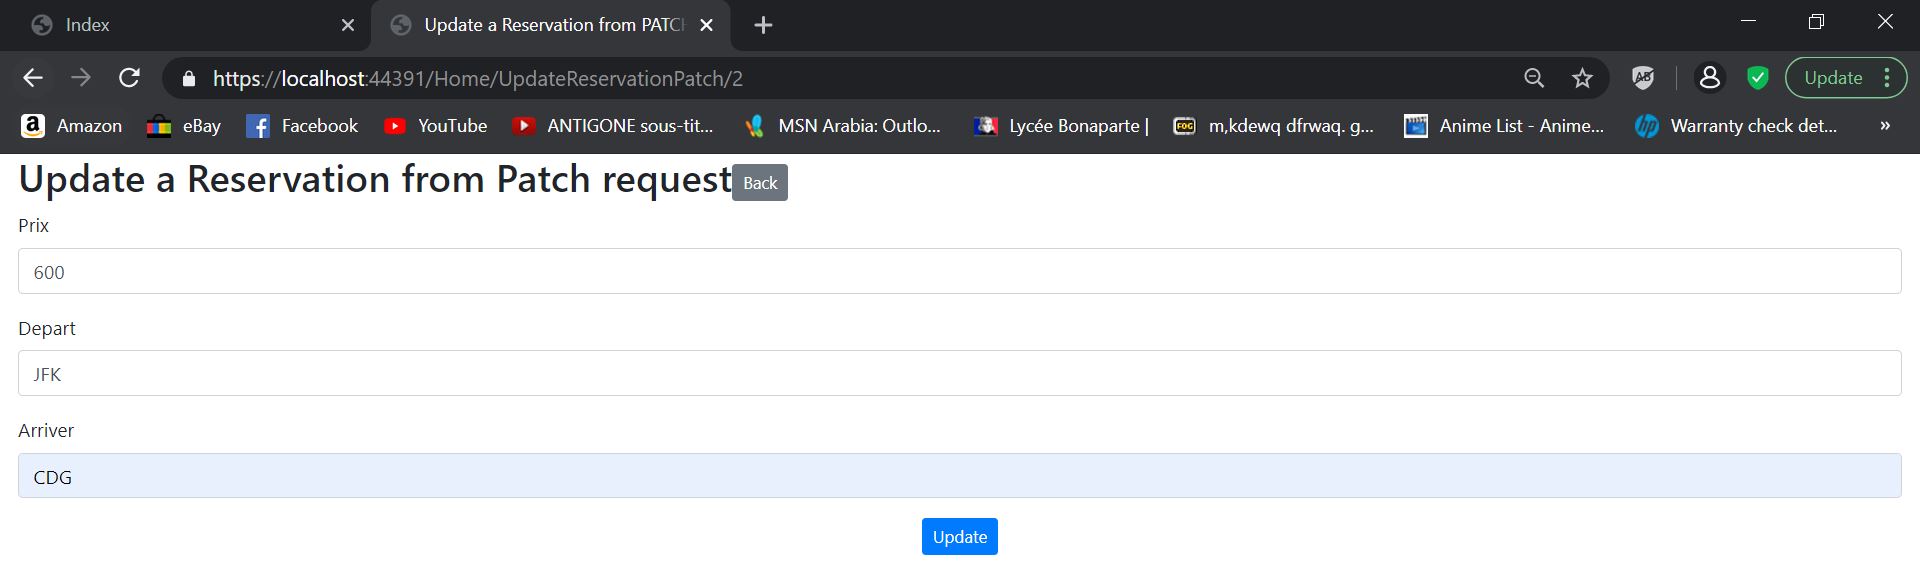 Index
Update a Reservation from PATCH
https://localhost:44391/Home/UpdateReservationPatch/2
Update
Amazon eBay Facebook YouTube ANTIGONE sous-tit... MSN Arabia: Outlo... Lycée Bonaparte | m,kdewq dfrwaq. g... Anime List - Anime... Warranty check det... »
Update a Reservation from Patch request Back
Prix
600
Depart
JFK
Arriver
CDG
Update